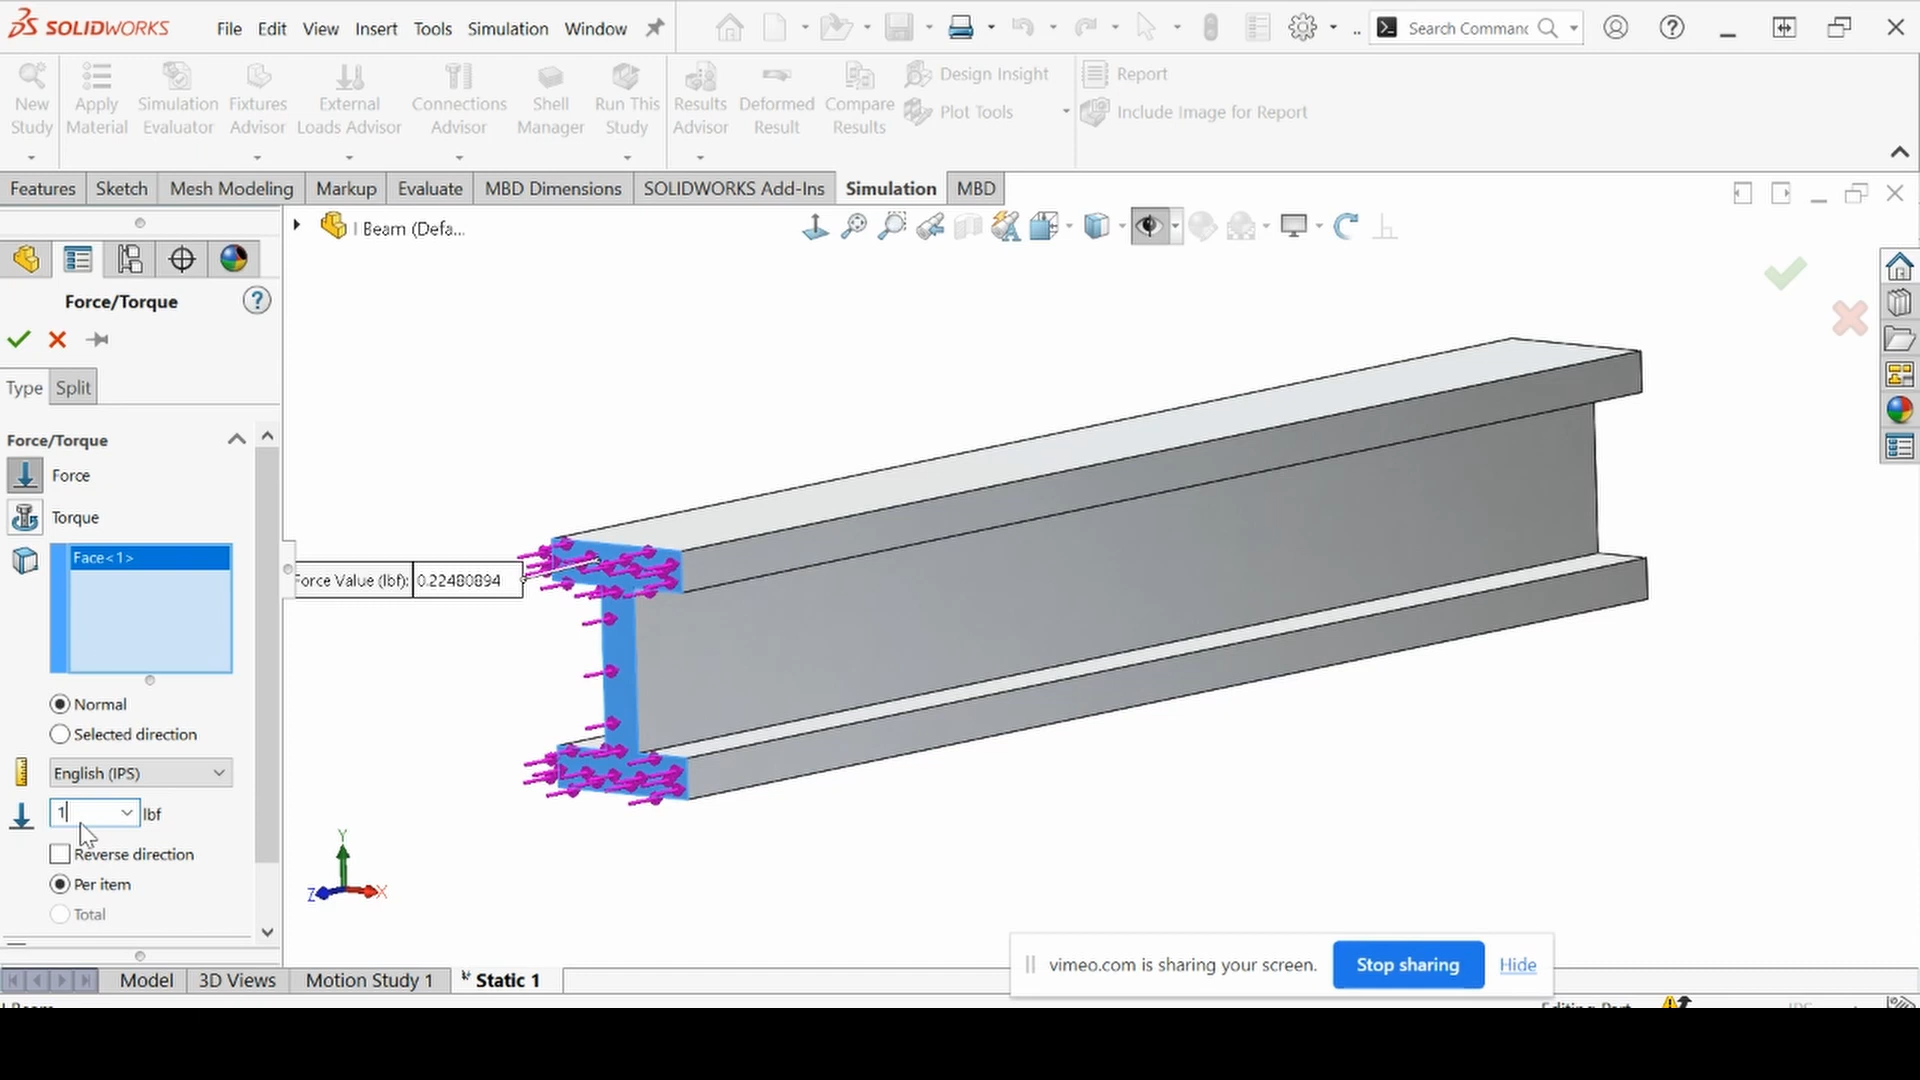 SOLIDWORKS File Edit View Insert Tools Simulation Window .. Search Command
New Study
Apply Material
Simulation Evaluator
Fixtures Advisor
External Loads Advisor
Connections Advisor
Shell Manager
Run This Study
Results Advisor
Deformed Result
Compare Results
Design Insight
Plot Tools
Report
Include Image for Report
Features Sketch Mesh Modeling Markup Evaluate MBD Dimensions SOLIDWORKS Add-Ins Simulation MBD
I Beam (Defa...
Force/Torque
Type Split
Force/Torque
Force
Torque
Face<1>
Force Value (lbf): 0.22480894
Normal
Selected direction
English (IPS)
1 lbf
Reverse direction
Per item
Total
Y
Z X
vimeo.com is sharing your screen. Stop sharing Hide
Model 3D Views Motion Study 1 Static 1